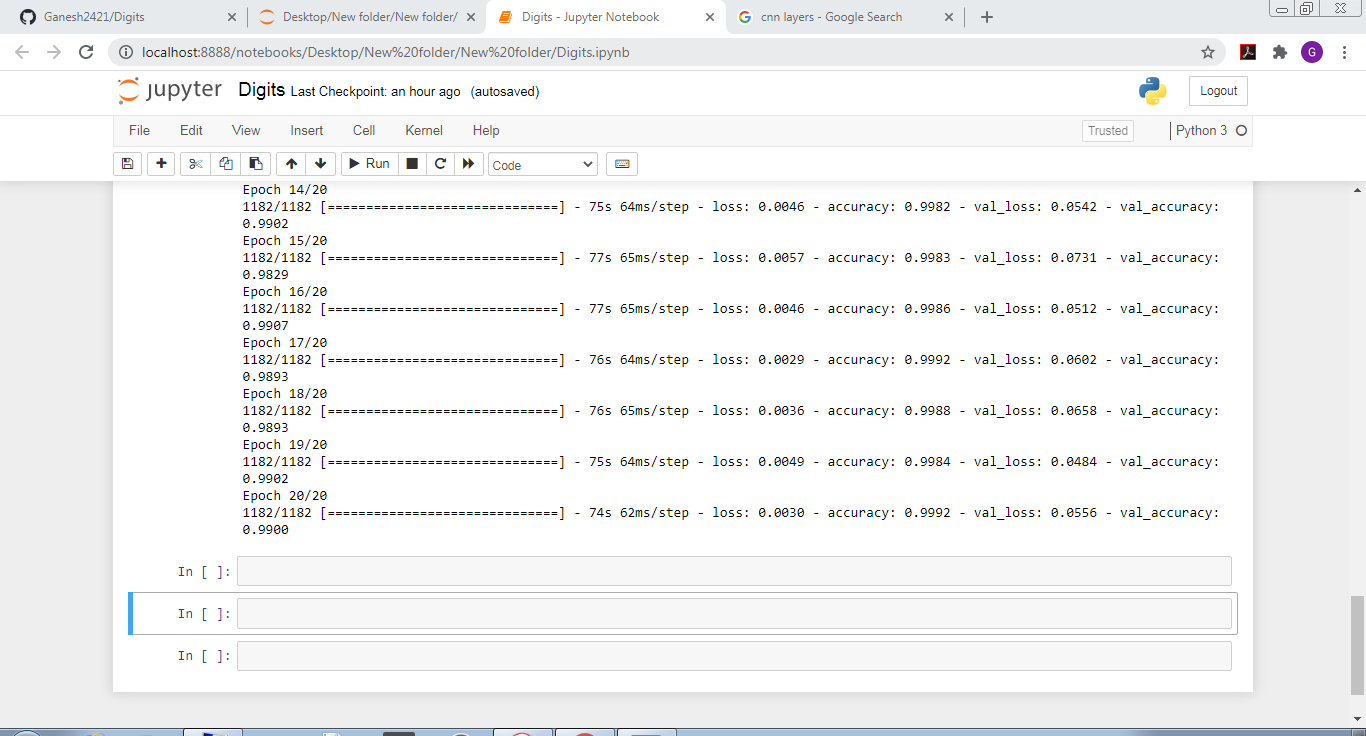 Ganesh2421/Digits
Desktop/New folder/New folder/
Digits - Jupyter Notebook
cnn layers - Google Search
localhost:8888/notebooks/Desktop/New%20folder/New%20folder/Digits.ipynb
G
jupyter Digits Last Checkpoint: an hour ago (autosaved)
Logout
File Edit View Insert Cell Kernel Help
Trusted
Python 3
Run
Code
Epoch 14/20
1182/1182 [==============================] - 75s 64ms/step - loss: 0.0046 - accuracy: 0.9982 - val_loss: 0.0542 - val_accuracy:
0.9902
Epoch 15/20
1182/1182 [==============================] - 77s 65ms/step - loss: 0.0057 - accuracy: 0.9983 - val_loss: 0.0731 - val_accuracy:
0.9829
Epoch 16/20
1182/1182 [==============================] - 77s 65ms/step - loss: 0.0046 - accuracy: 0.9986 - val_loss: 0.0512 - val_accuracy:
0.9907
Epoch 17/20
1182/1182 [==============================] - 76s 64ms/step - loss: 0.0029 - accuracy: 0.9992 - val_loss: 0.0602 - val_accuracy:
0.9893
Epoch 18/20
1182/1182 [==============================] - 76s 65ms/step - loss: 0.0036 - accuracy: 0.9988 - val_loss: 0.0658 - val_accuracy:
0.9893
Epoch 19/20
1182/1182 [==============================] - 75s 64ms/step - loss: 0.0049 - accuracy: 0.9984 - val_loss: 0.0484 - val_accuracy:
0.9902
Epoch 20/20
1182/1182 [==============================] - 74s 62ms/step - loss: 0.0030 - accuracy: 0.9992 - val_loss: 0.0556 - val_accuracy:
0.9900
In [ ]:
In [ ]:
In [ ]: